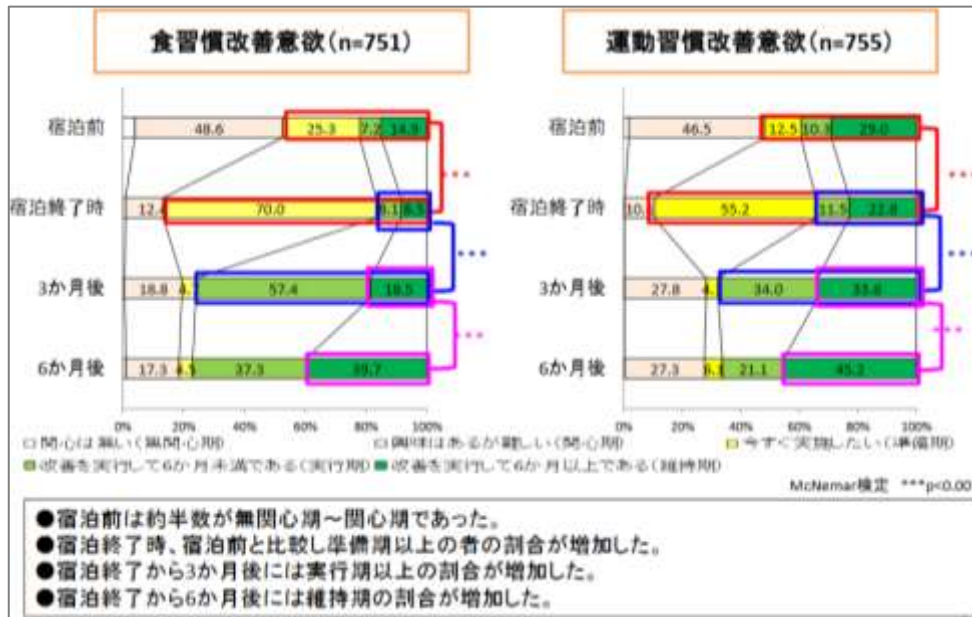 食習慣改善意欲(n=751)
運動習慣改善意欲(n=755)
宿泊前
48.6
25.3
7.2
14.9
46.5
12.5
10.3
29.0
***
***
宿泊終了時
70.0
宿泊終了時
55.2
11.5
22.8
***
***
3か月後
18.8
57.4
18.5
3か月後
27.8
34.0
33.6
***
***
6か月後
17.3
4.5
37.3
39.7
6か月後
27.3
21.1
45.2
0% 20% 40% 60% 80% 100%
0% 20% 40% 60% 80% 100%
□関心は無い(無関心期) □興味はあるが難しい(関心期) ■今すぐ実施したい(準備期)
■改善を実行して6か月未満である(実行期) ■改善を実行して6か月以上である(維持期)
McNemar検定 ***p<0.00
●宿泊前は約半数が無関心期~関心期であった。
●宿泊終了時、宿泊前と比較し準備期以上の者の割合が増加した。
●宿泊終了から3か月後には実行期以上の割合が増加した。
●宿泊終了から6か月後には維持期の割合が増加した。